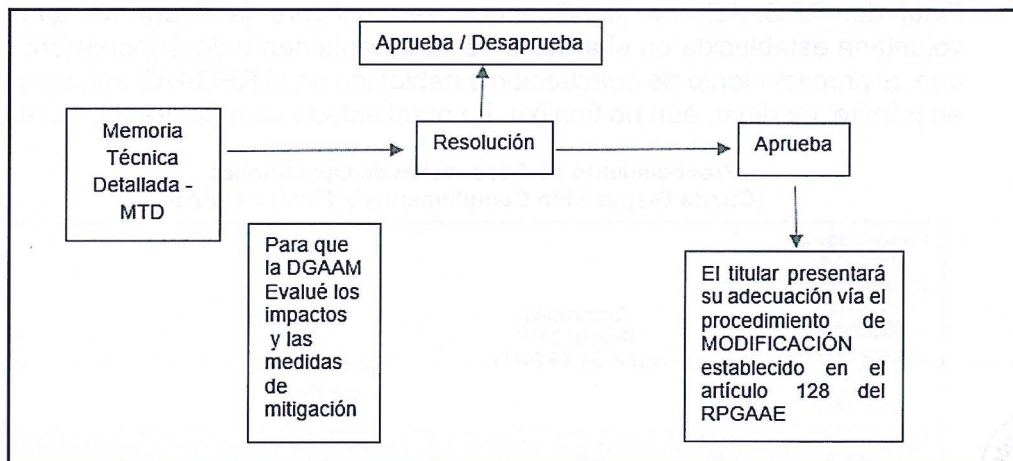 Aprueba / Desaprueba
Memoria
Técnica
Detallada -
MTD
Resolución
Aprueba
Para que
la DGAAM
Evalué los
impactos
y las
medidas
de
mitigación
El titular presentará
su adecuación vía el
procedimiento de
MODIFICACIÓN
establecido en el
artículo 128 del
RPGAAE